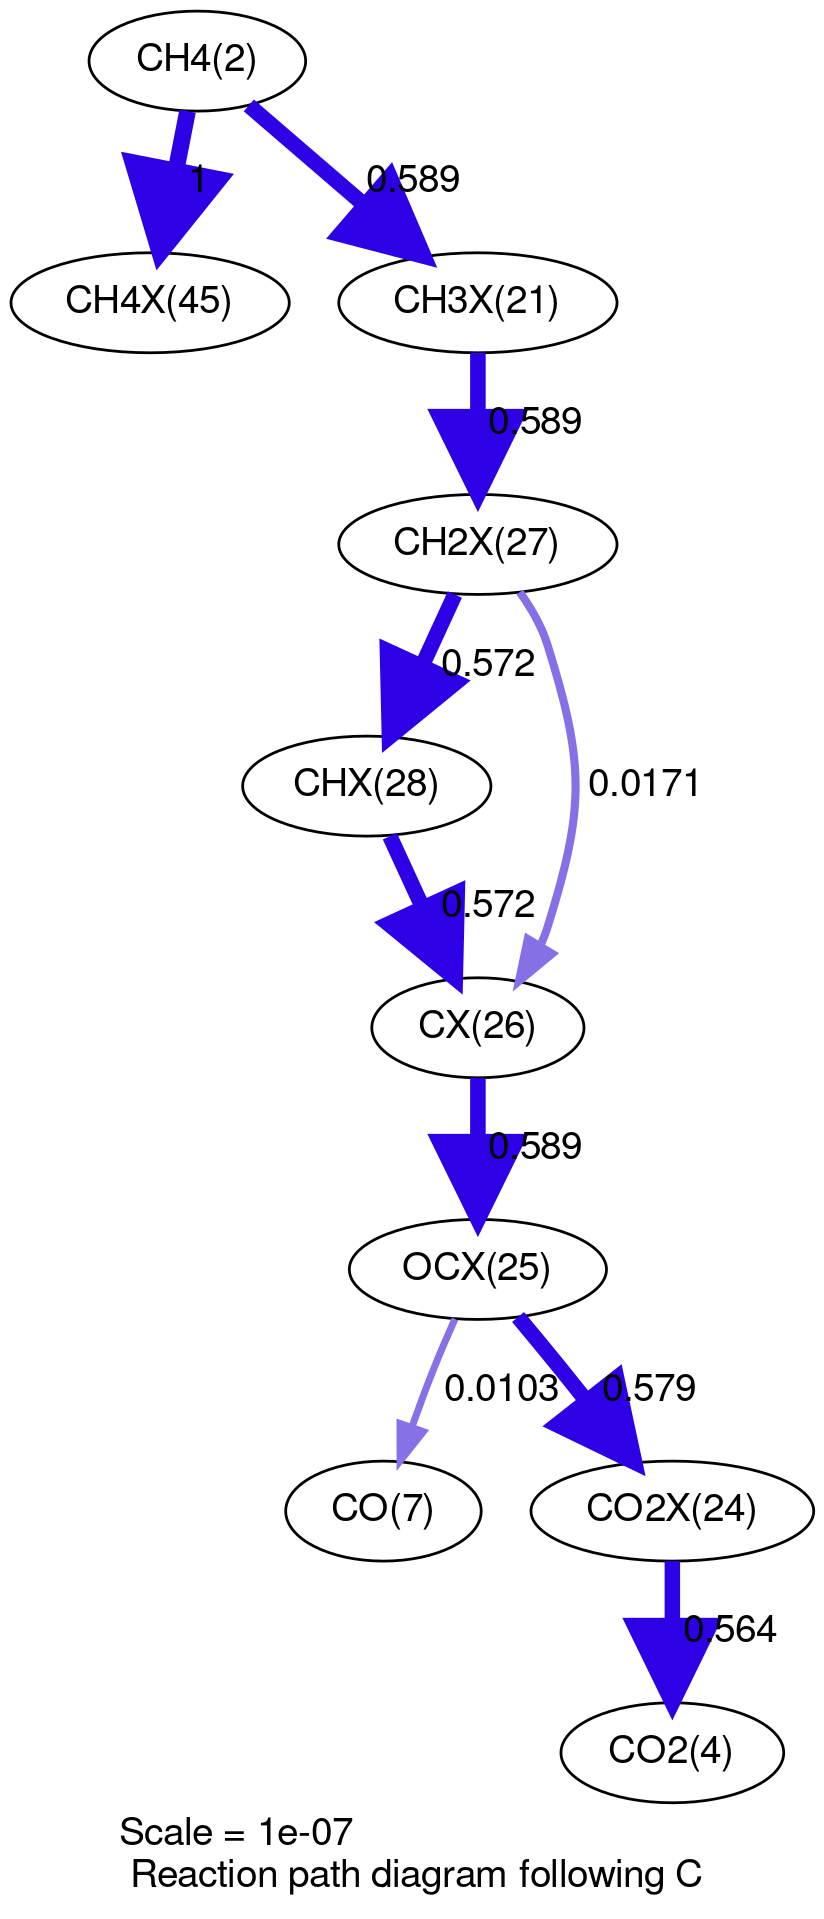 CH4(2)
1
0.589
CH4X(45)
CH3X(21)
0.589
CH2X(27)
0.572
0.0171
CHX(28)
0.572
CX(26)
0.589
OCX(25)
0.0103
0.579
CO(7)
CO2X(24)
0.564
CO2(4)
Scale = 1e-07
Reaction path diagram following C